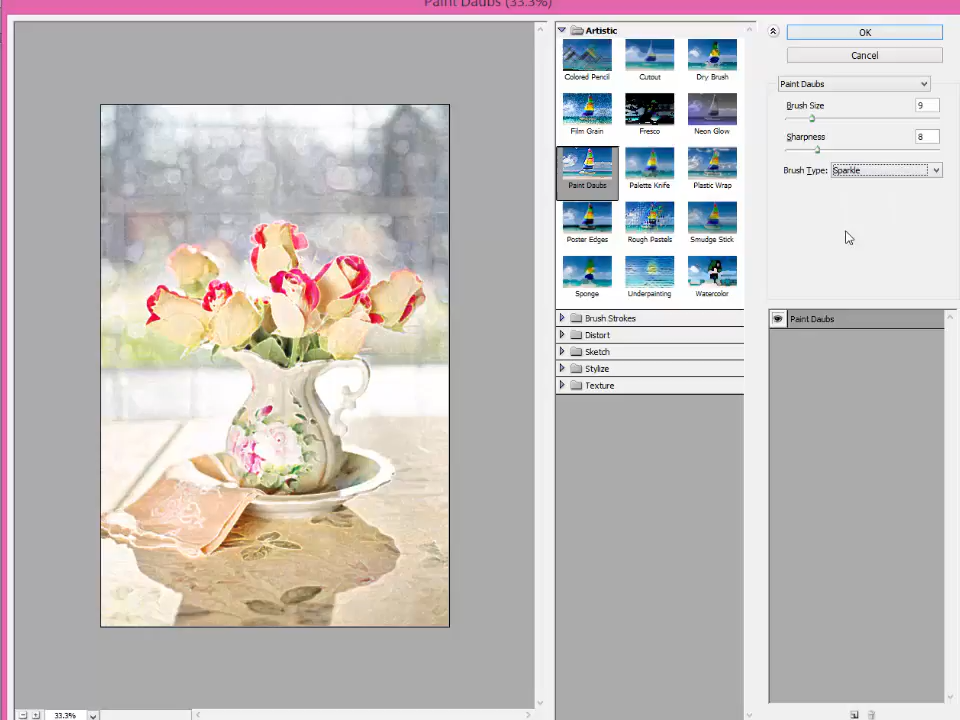 Paint Daubs (33.3%)
Artistic
OK
Cancel
Colored Pencil
Cutout
Dry Brush
Paint Daubs
Brush Size
9
Film Grain
Fresco
Neon Glow
Sharpness
8
Brush Type:
Sparkle
Paint Daubs
Palette Knife
Plastic Wrap
Poster Edges
Rough Pastels
Smudge Stick
Sponge
Underpainting
Watercolor
Brush Strokes
Distort
Sketch
Stylize
Texture
Paint Daubs
33.3%